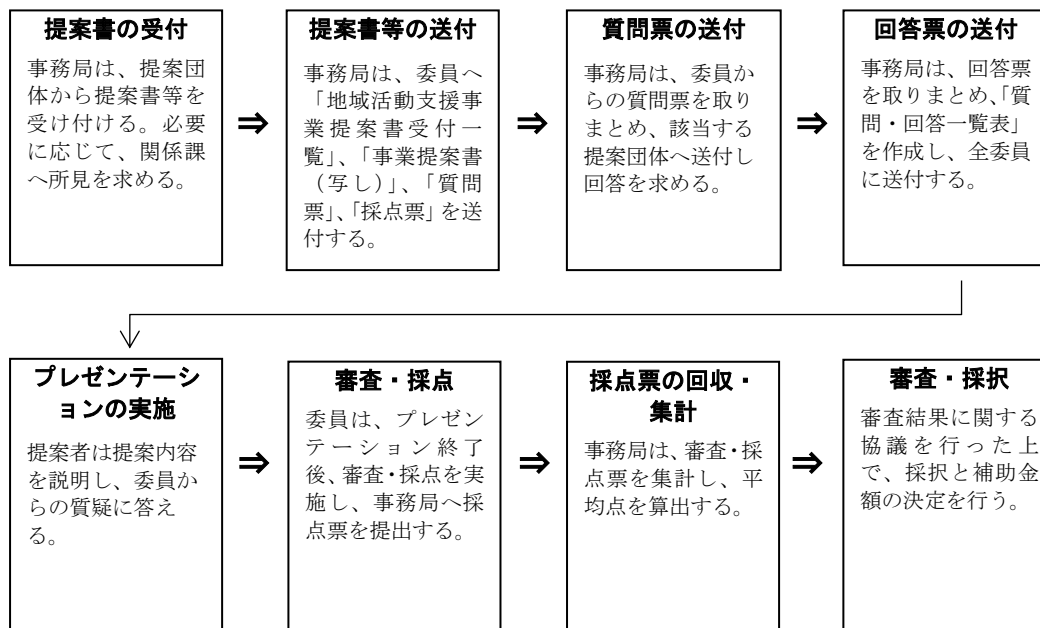 提案書の受付
事務局は、提案団
体から提案書等を
受け付ける。必要
に応じて、関係課
へ所見を求める。
⇒
提案書等の送付
事務局は、委員へ
「地域活動支援事
業提案書受付一
覧」、「事業提案書
（写し）」、「質問
票」、「採点票」を送
付する。
⇒
質問票の送付
事務局は、委員か
らの質問票を取り
まとめ、該当する
提案団体へ送付し
回答を求める。
⇒
回答票の送付
事務局は、回答票
を取りまとめ、「質
問・回答一覧表」
を作成し、全委員
に送付する。
プレゼンテーシ
ョンの実施
提案者は提案内容
を説明し、委員か
らの質疑に答え
る。
⇒
審査・採点
委員は、プレゼン
テーション終了
後、審査・採点を実
施し、事務局へ採
点票を提出する。
⇒
採点票の回収・
集計
事務局は、審査・採
点票を集計し、平
均点を算出する。
⇒
審査・採択
審査結果に関する
協議を行った上
で、採択と補助金
額の決定を行う。